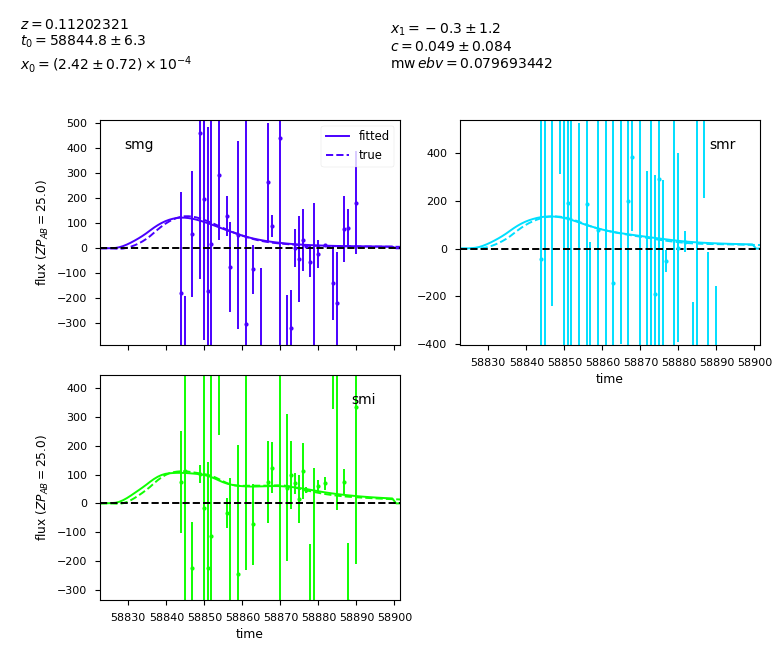 z = 0.11202321
t₀ = 58844.8 ± 6.3
x₀ = (2.42 ± 0.72) × 10⁻⁴
x₁ = −0.3 ± 1.2
c = 0.049 ± 0.084
mw ebv = 0.079693442
smg
fitted
true
500
400
300
200
100
0
−100
−200
−300
flux (ZP_AB = 25.0)
smr
400
200
0
−200
−400
58830 58840 58850 58860 58870 58880 58890 58900
time
smi
400
300
200
100
0
−100
−200
−300
flux (ZP_AB = 25.0)
58830 58840 58850 58860 58870 58880 58890 58900
time